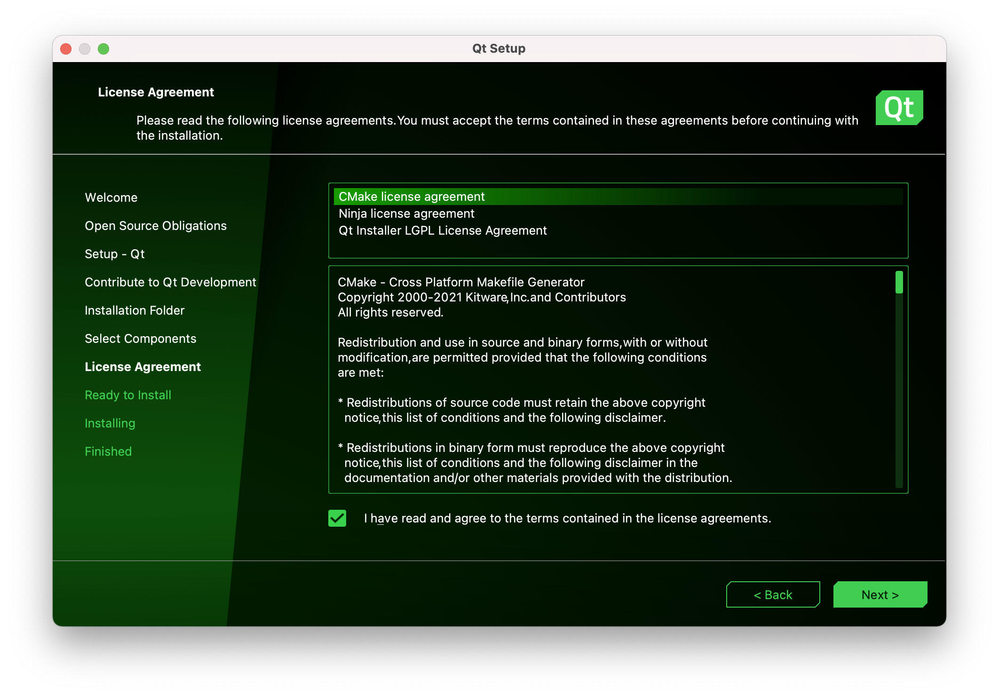 Qt Setup
License Agreement
Qt
Please read the following license agreements.You must accept the terms contained in these agreements before continuing with
the installation.
Welcome
Open Source Obligations
Setup - Qt
Contribute to Qt Development
Installation Folder
Select Components
License Agreement
Ready to Install
Installing
Finished
CMake license agreement
Ninja license agreement
Qt Installer LGPL License Agreement
CMake - Cross Platform Makefile Generator
Copyright 2000-2021 Kitware,Inc.and Contributors
All rights reserved.
Redistribution and use in source and binary forms,with or without
modification,are permitted provided that the following conditions
are met:
* Redistributions of source code must retain the above copyright
notice,this list of conditions and the following disclaimer.
* Redistributions in binary form must reproduce the above copyright
notice,this list of conditions and the following disclaimer in the
documentation and/or other materials provided with the distribution.
I have read and agree to the terms contained in the license agreements.
< Back
Next >